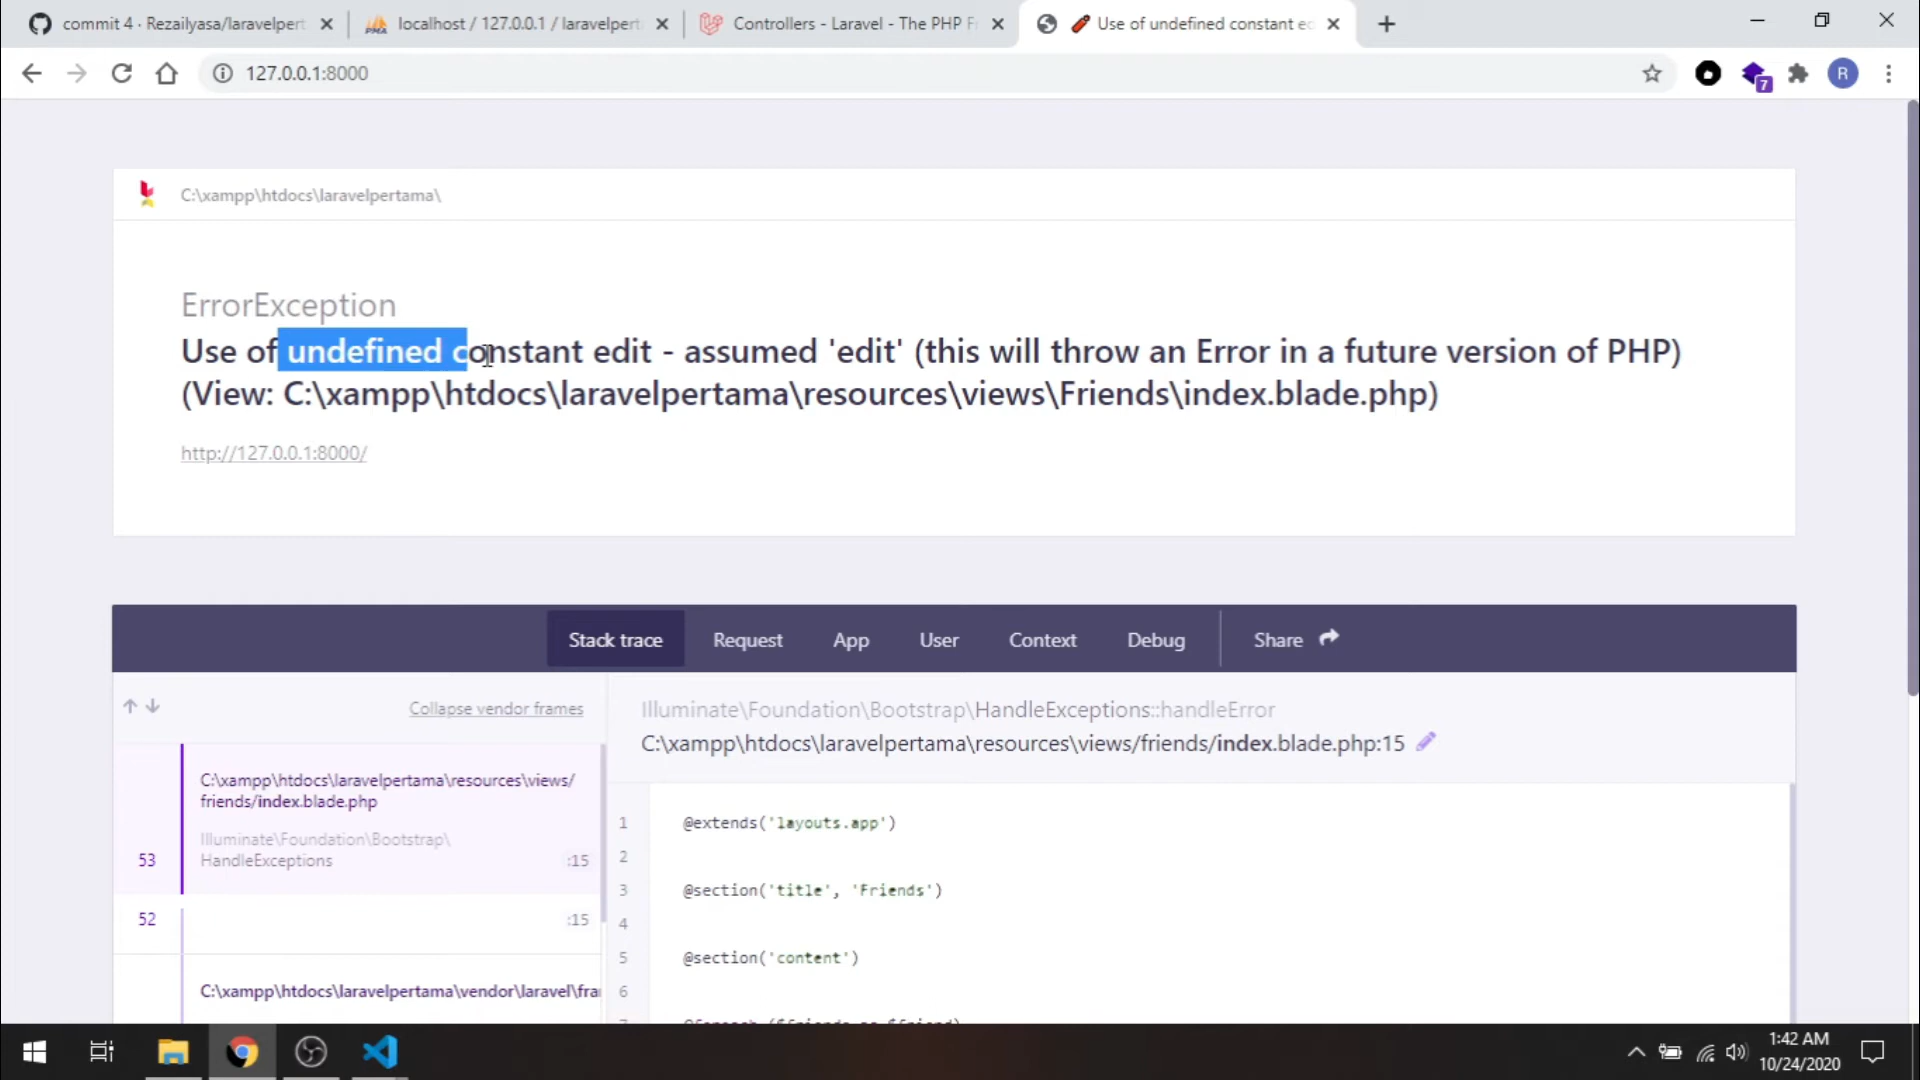 commit 4 · Rezailyasa/laravelpert
localhost / 127.0.0.1 / laravelpert
Controllers - Laravel - The PHP F
Use of undefined constant ed
127.0.0.1:8000
7
R
C:\xampp\htdocs\laravelpertama\
ErrorException
Use of undefined constant edit - assumed 'edit' (this will throw an Error in a future version of PHP)
(View: C:\xampp\htdocs\laravelpertama\resources\views\Friends\index.blade.php)
http://127.0.0.1:8000/
Stack trace
Request
App
User
Context
Debug
Share
Collapse vendor frames
Illuminate\Foundation\Bootstrap\HandleExceptions::handleError
C:\xampp\htdocs\laravelpertama\resources\views/friends/index.blade.php:15
C:\xampp\htdocs\laravelpertama\resources\views/
friends/index.blade.php
Illuminate\Foundation\Bootstrap\
53 HandleExceptions :15
52 :15
C:\xampp\htdocs\laravelpertama\vendor\laravel\fra
1 @extends('layouts.app')
2
3 @section('title', 'Friends')
4
5 @section('content')
6
1:42 AM
10/24/2020